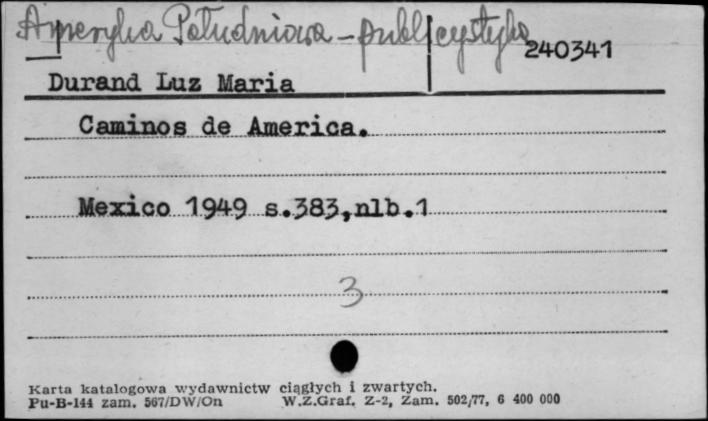 Ameryka Południowa - publicystyka
240341
Durand Luz Maria
Caminos de America.
Mexico 1949 s.383,nlb.1
3
Karta katalogowa wydawnictw ciągłych i zwartych.
Pu-B-144 zam. 567/DW/On W.Z.Graf. Z-2, Zam. 502/77, 6 400 000